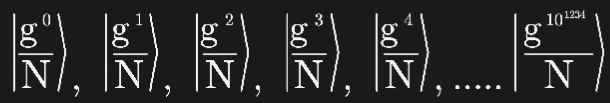 |g^0/N⟩, |g^1/N⟩, |g^2/N⟩, |g^3/N⟩, |g^4/N⟩, ..... |g^10^1234/N⟩